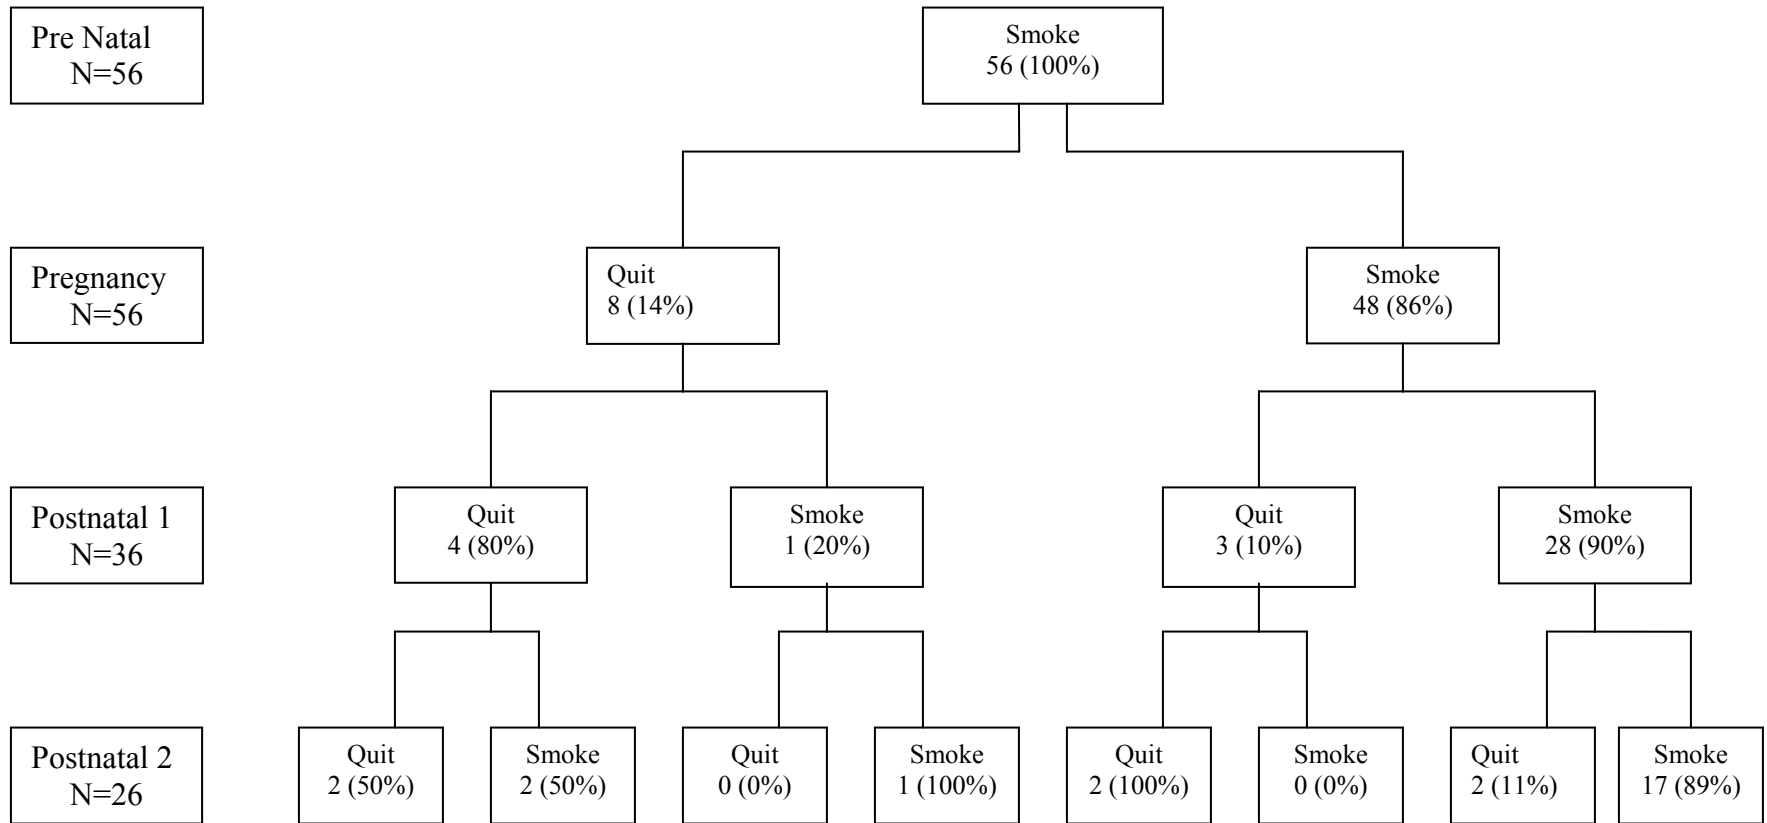 Pre Natal
N=56
Smoke
56 (100%)
Pregnancy
N=56
Quit
8 (14%)
Smoke
48 (86%)
Postnatal 1
N=36
Quit
4 (80%)
Smoke
1 (20%)
Quit
3 (10%)
Smoke
28 (90%)
Postnatal 2
N=26
Quit
2 (50%)
Smoke
2 (50%)
Quit
0 (0%)
Smoke
1 (100%)
Quit
2 (100%)
Smoke
0 (0%)
Quit
2 (11%)
Smoke
17 (89%)